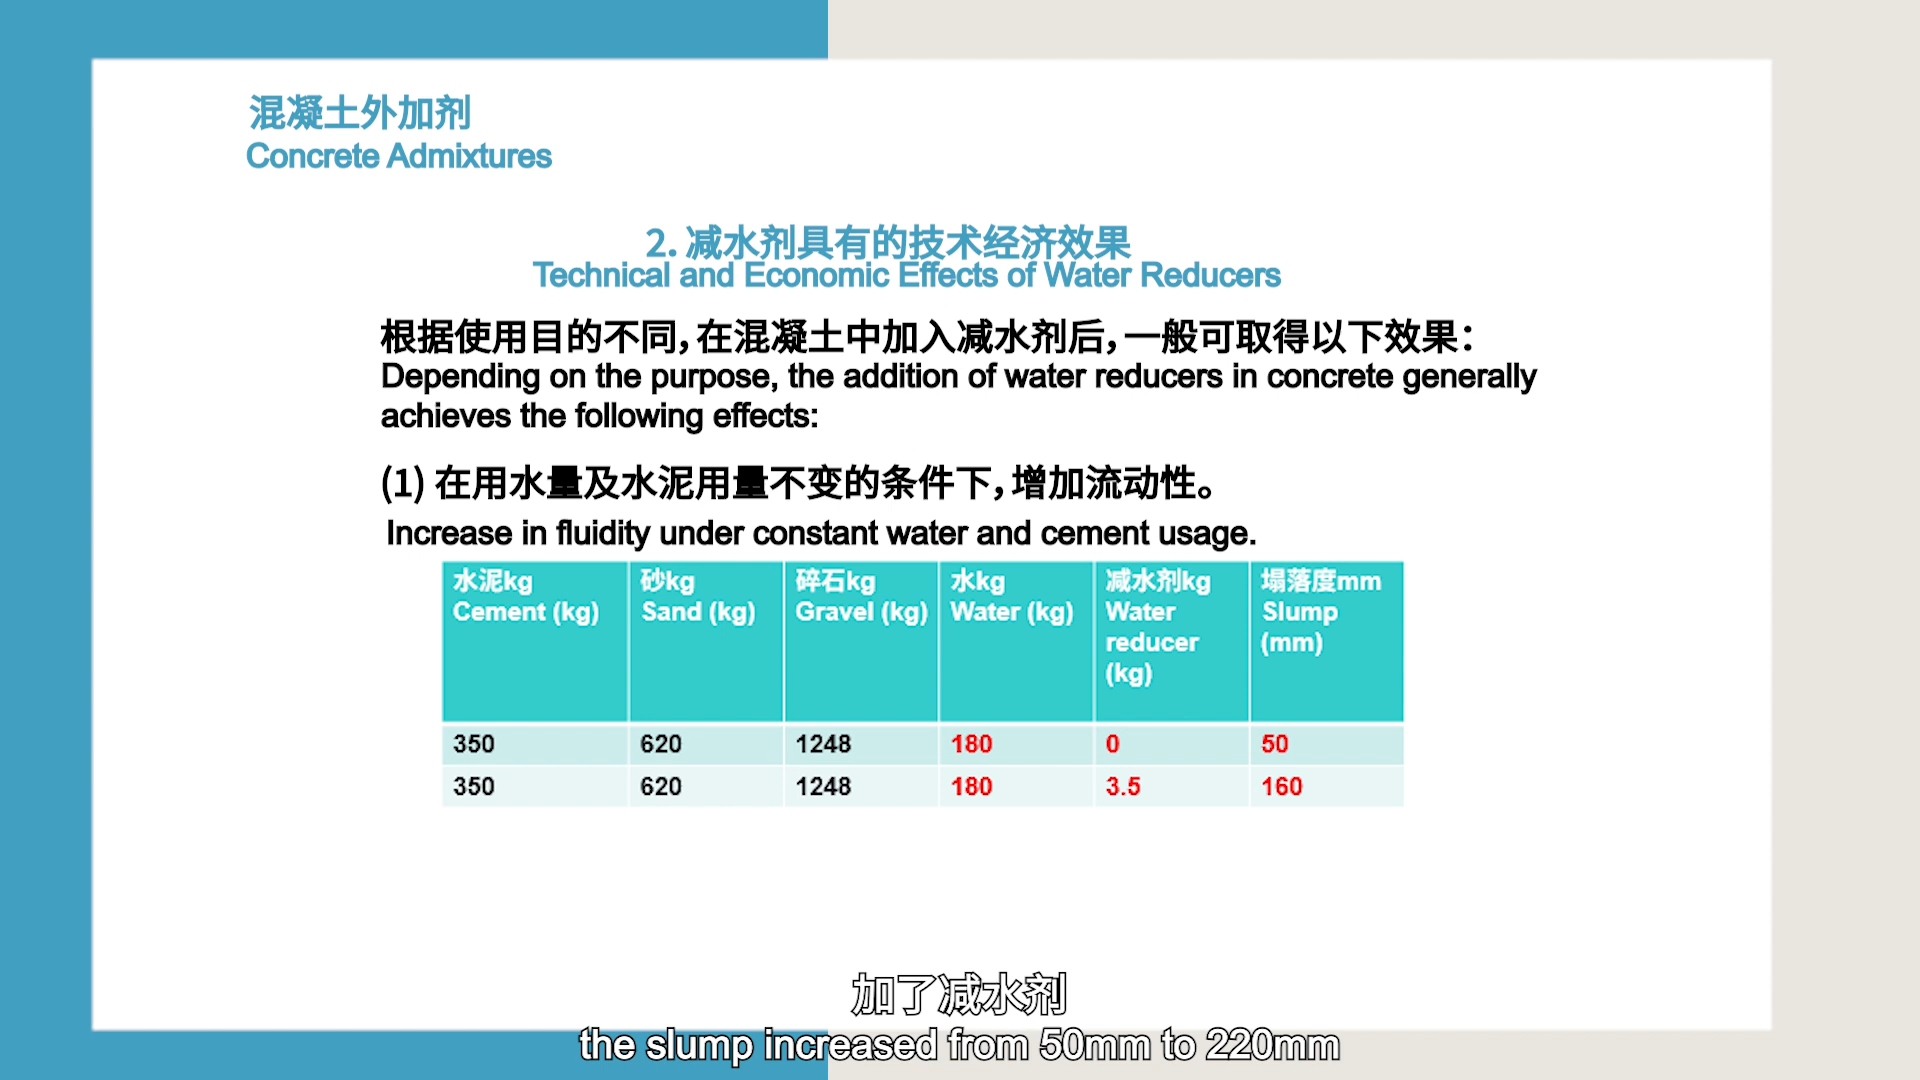 混凝土外加剂
Concrete Admixtures
2. 减水剂具有的技术经济效果
Technical and Economic Effects of Water Reducers
根据使用目的不同，在混凝土中加入减水剂后，一般可取得以下效果：
Depending on the purpose, the addition of water reducers in concrete generally
achieves the following effects:
(1) 在用水量及水泥用量不变的条件下，增加流动性。
Increase in fluidity under constant water and cement usage.
水泥kg 砂kg 碎石kg 水kg 减水剂kg 塌落度mm
Cement (kg) Sand (kg) Gravel (kg) Water (kg) Water Slump
reducer (mm)
(kg)
350 620 1248 180 0 50
350 620 1248 180 3.5 160
加了减水剂
the slump increased from 50mm to 220mm